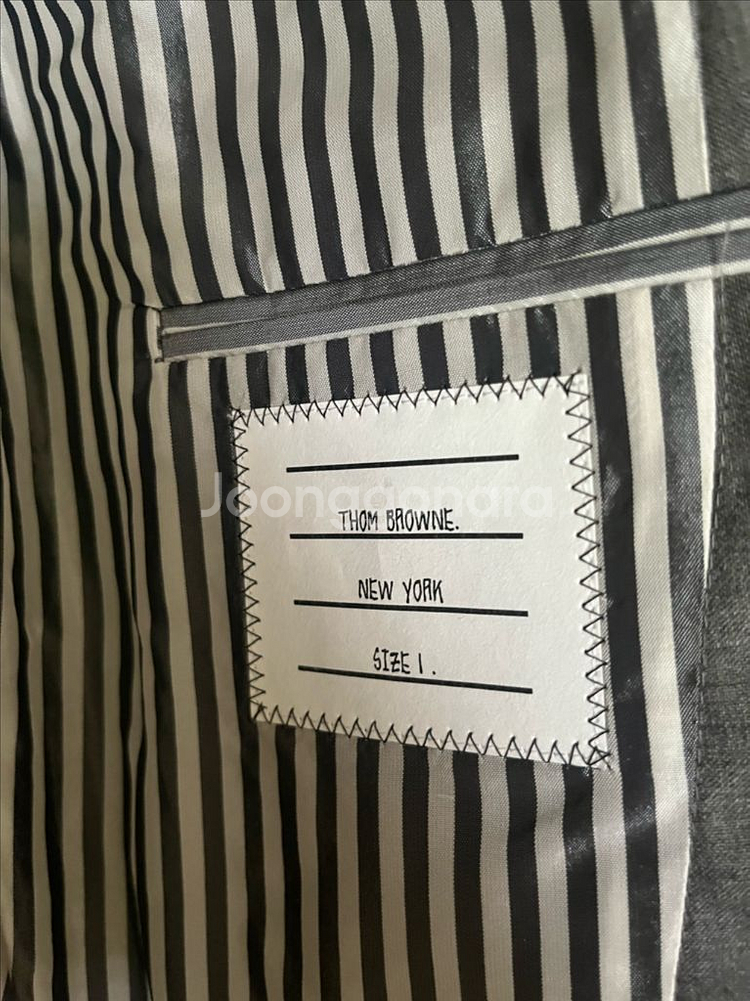 Joonggonara
THOM BROWNE.
NEW YORK
SIZE 1.